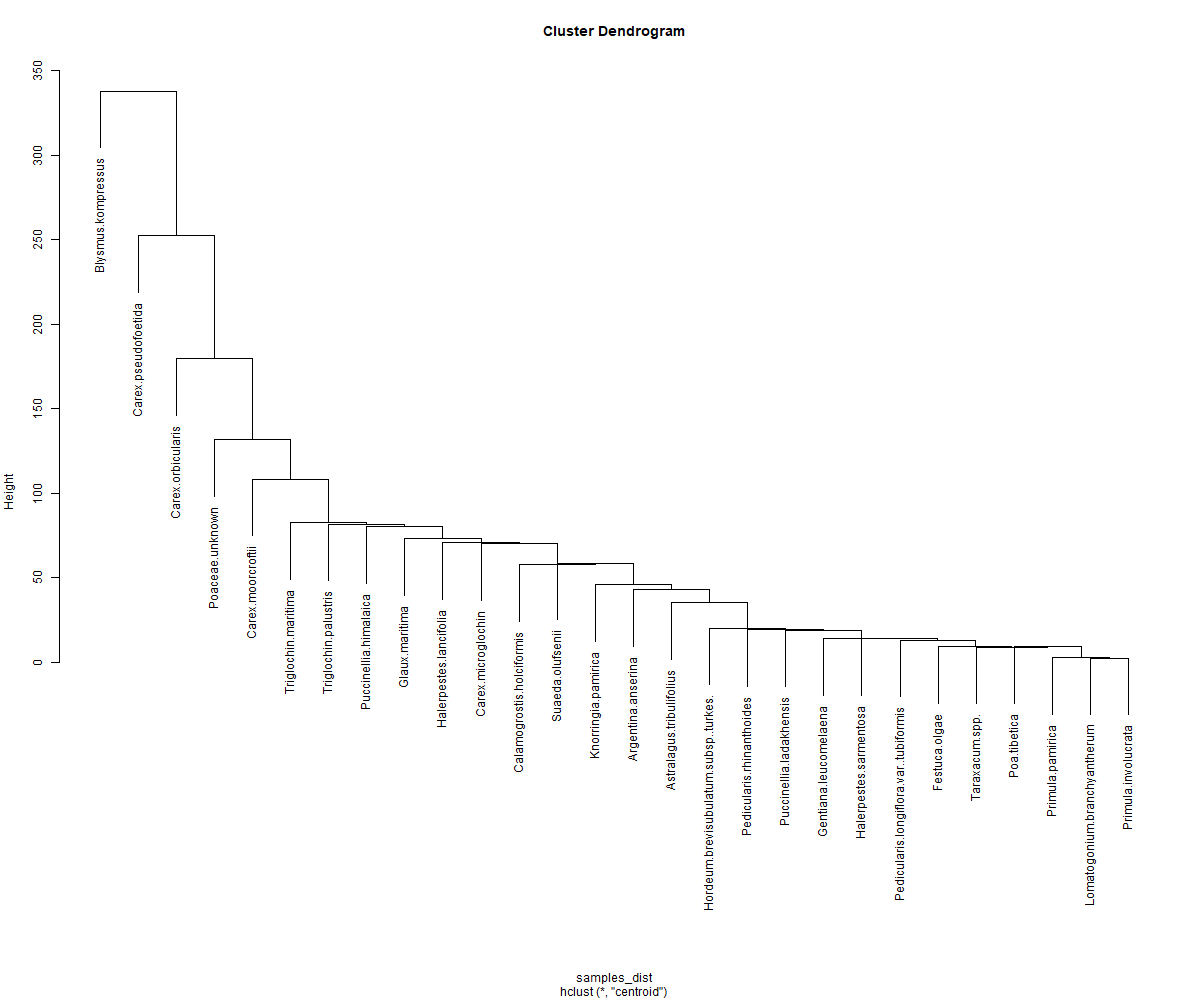 Cluster Dendrogram
Height
350
300
250
200
150
100
50
0
Blysmus.kompressus
Carex.pseudofoetida
Carex.orbicularis
Poaceae.unknown
Carex.moorcroftii
Triglochin.maritima
Triglochin.palustris
Puccinellia.himalaica
Glaux.maritima
Halerpestes.lancifolia
Carex.microglochin
Calamogrostis.holciformis
Suaeda.olufsenii
Knorringia.pamirica
Argentina.anserina
Astralagus.tribulifolius
Hordeum.brevisubulatum.subsp..turkes.
Pedicularis.rhinanthoides
Puccinellia.ladakhensis
Gentiana.leucomelaena
Halerpestes.sarmentosa
Pedicularis.longiflora.var..tubiformis
Festuca.olgae
Taraxacum.spp.
Poa.tibetica
Primula.pamirica
Lomatogonium.branchyantherum
Primula.involucrata
samples_dist
hclust (*, "centroid")